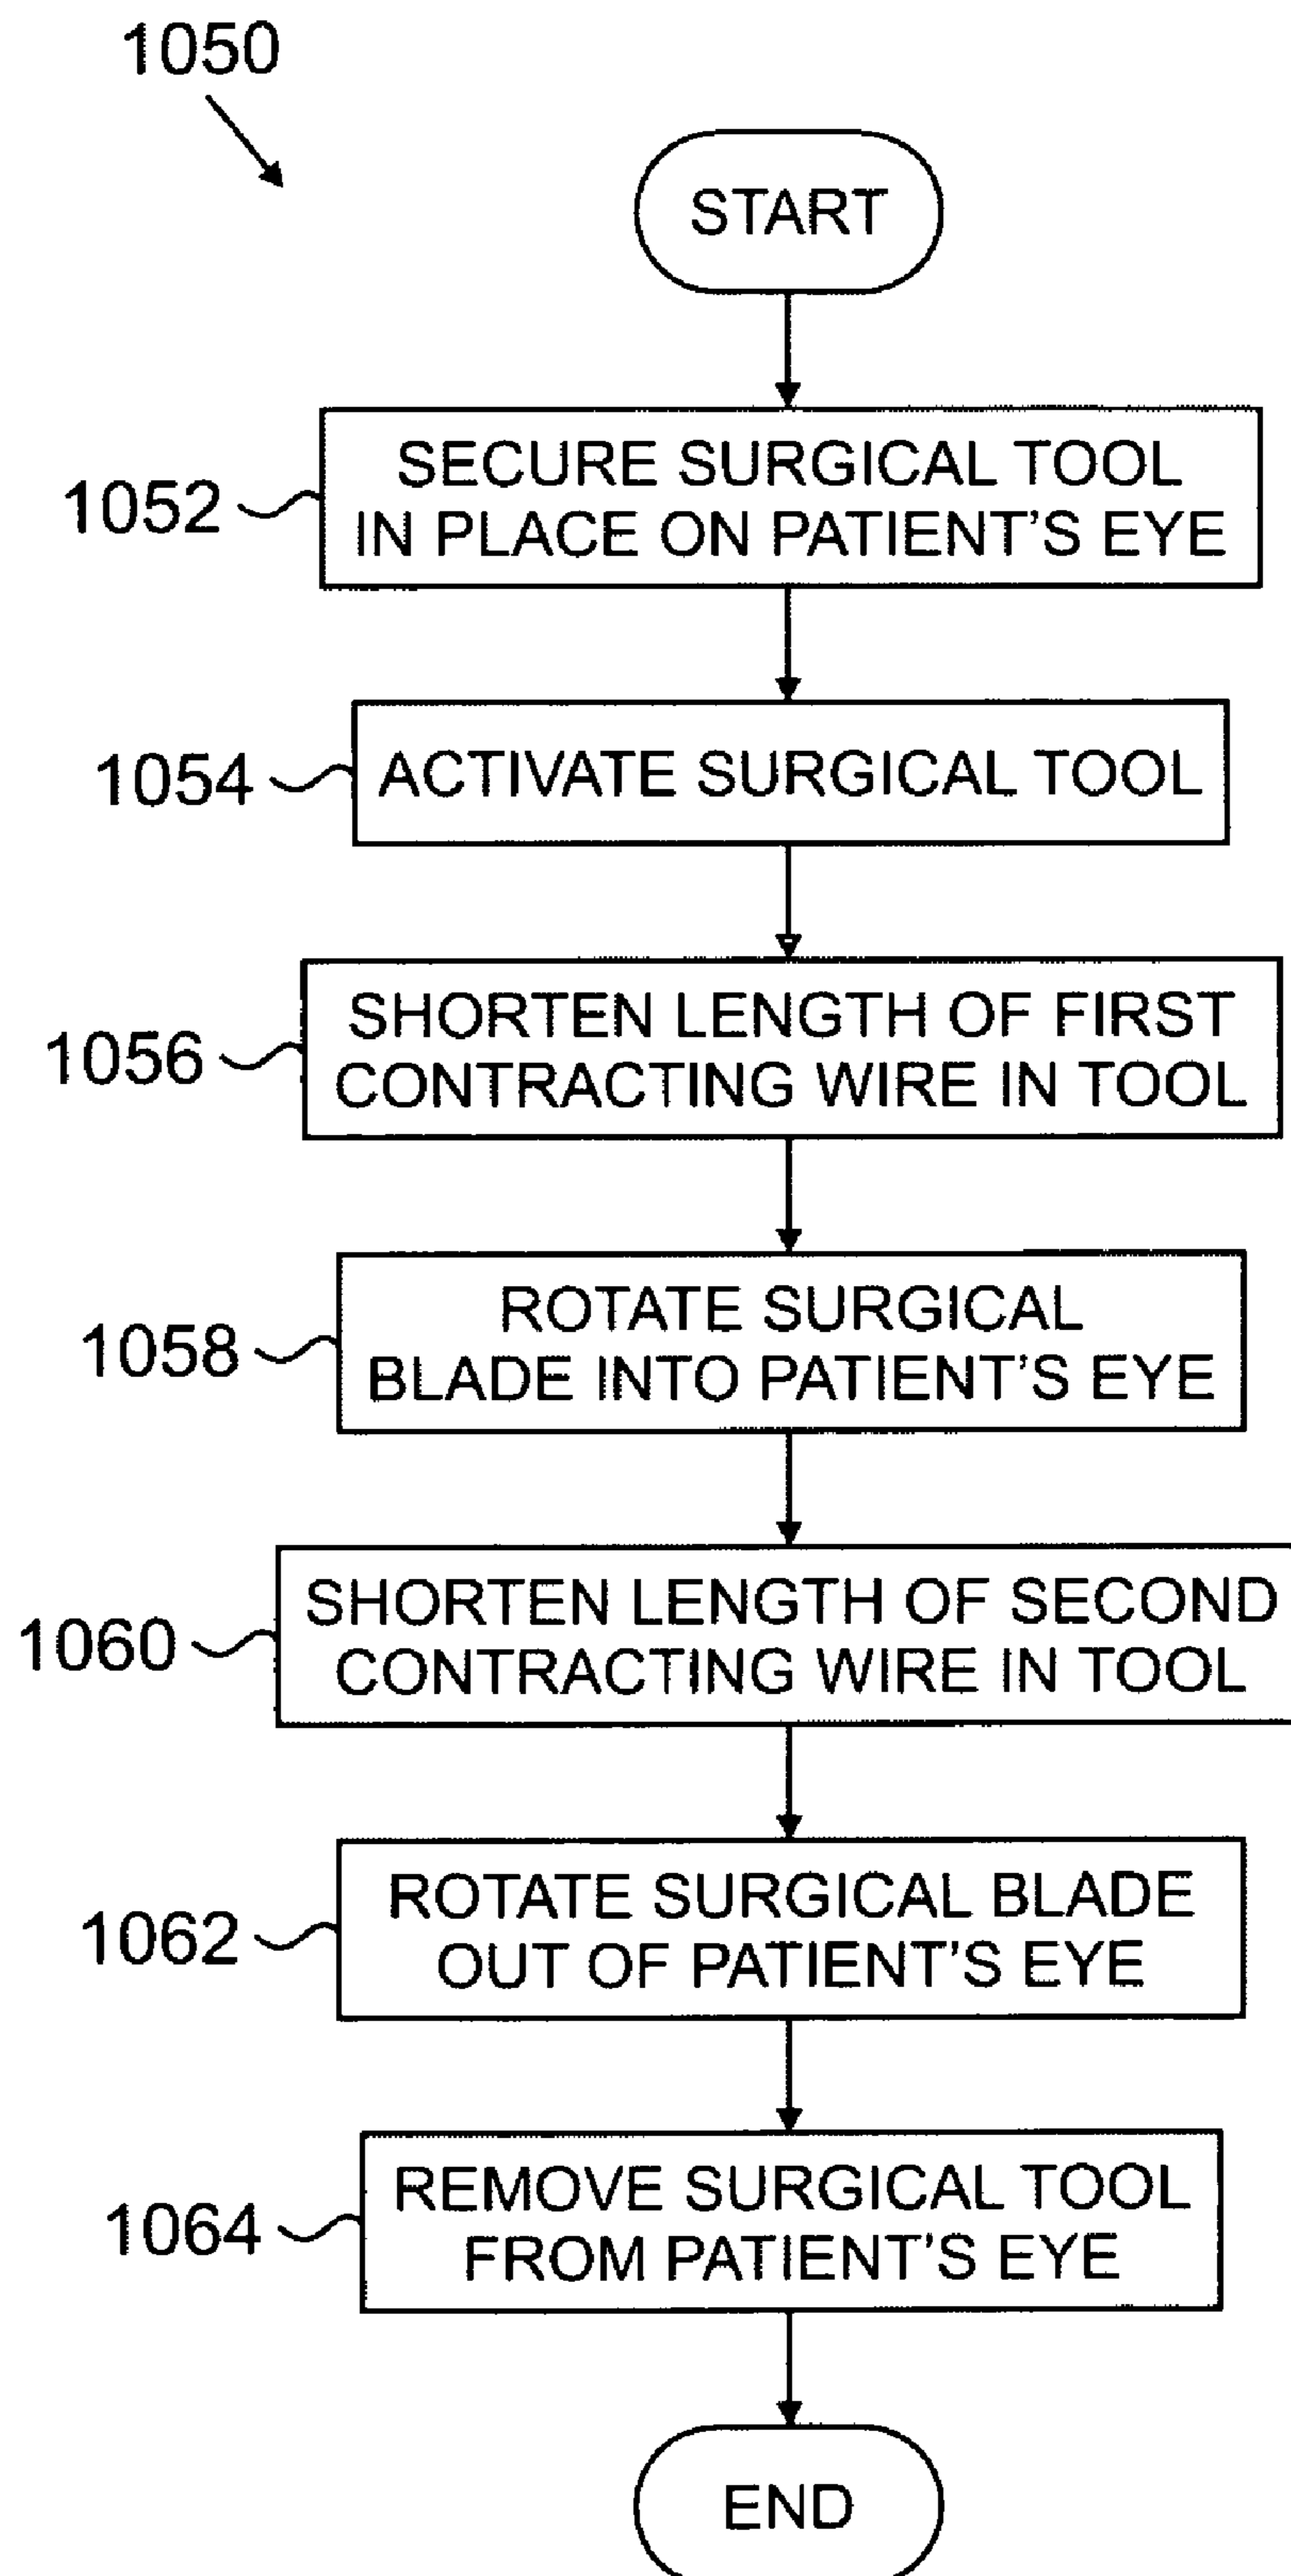 1050
START
1052
SECURE SURGICAL TOOL
IN PLACE ON PATIENT'S EYE
1054
ACTIVATE SURGICAL TOOL
1056
SHORTEN LENGTH OF FIRST
CONTRACTING WIRE IN TOOL
1058
ROTATE SURGICAL
BLADE INTO PATIENT'S EYE
1060
SHORTEN LENGTH OF SECOND
CONTRACTING WIRE IN TOOL
1062
ROTATE SURGICAL BLADE
OUT OF PATIENT'S EYE
1064
REMOVE SURGICAL TOOL
FROM PATIENT'S EYE
END